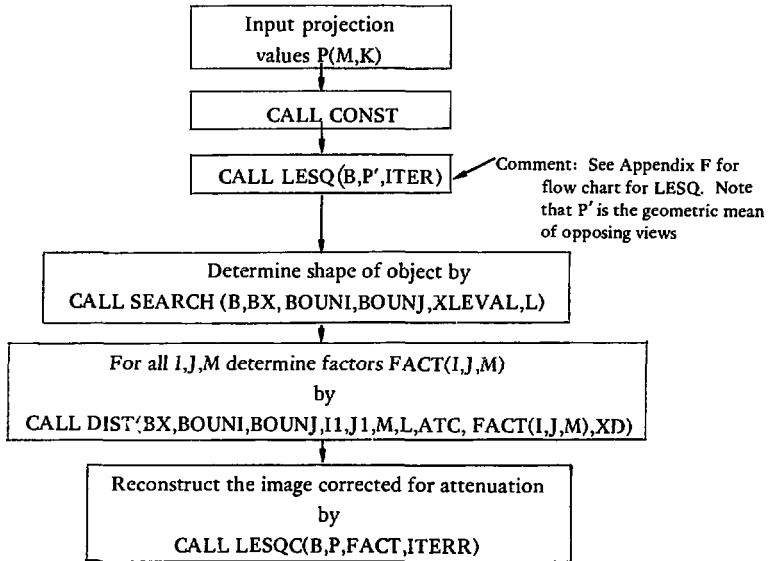 Input projection
values P(M,K)
CALL CONST
CALL LESQ(B,P′,ITER)
Comment: See Appendix F for
flow chart for LESQ. Note
that P′ is the geometric mean
of opposing views
Determine shape of object by
CALL SEARCH (B,BX, BOUNI,BOUNJ,XLEVAL,L)
For all I,J,M determine factors FACT(I,J,M)
by
CALL DIST(BX,BOUNI,BOUNJ,I1,J1,M,L,ATC, FACT(I,J,M),XD)
Reconstruct the image corrected for attenuation
by
CALL LESQC(B,P,FACT,ITERR)